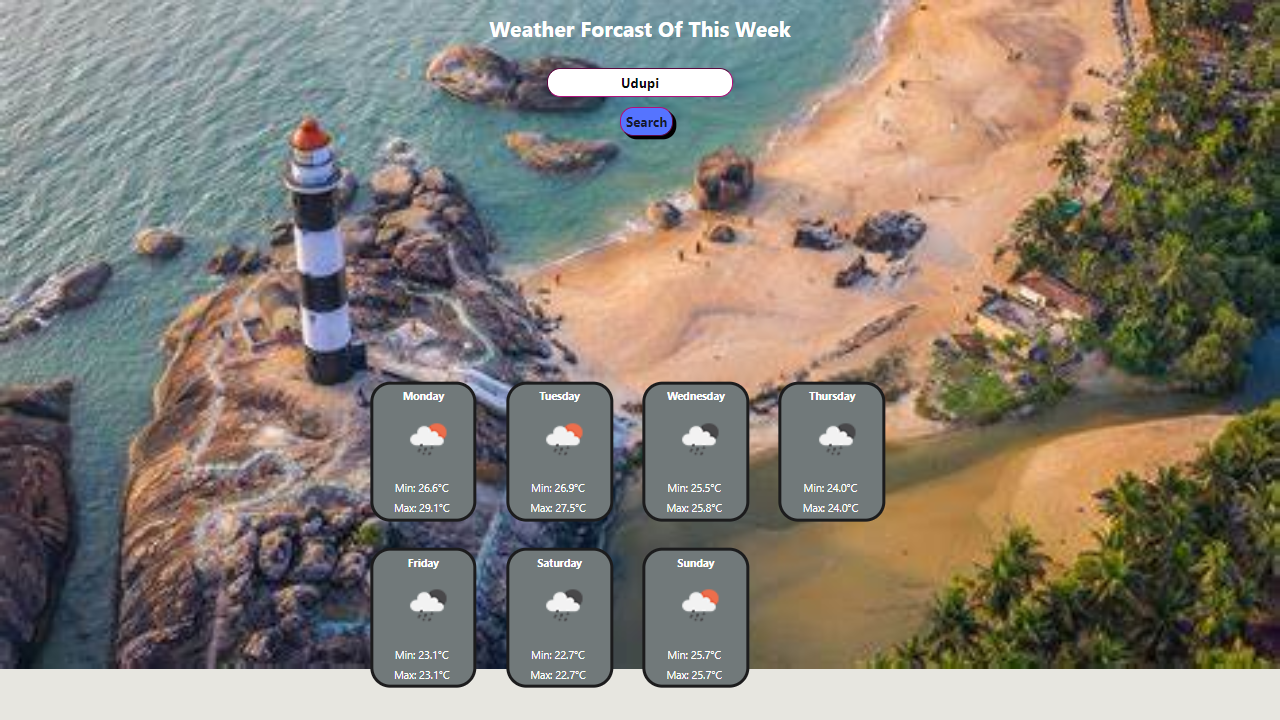 Weather Forcast Of This Week
Udupi
Search
Monday
Min: 26.6°C
Max: 29.1°C
Tuesday
Min: 26.9°C
Max: 27.5°C
Wednesday
Min: 25.5°C
Max: 25.8°C
Thursday
Min: 24.0°C
Max: 24.0°C
Friday
Min: 23.1°C
Max: 23.1°C
Saturday
Min: 22.7°C
Max: 22.7°C
Sunday
Min: 25.7°C
Max: 25.7°C